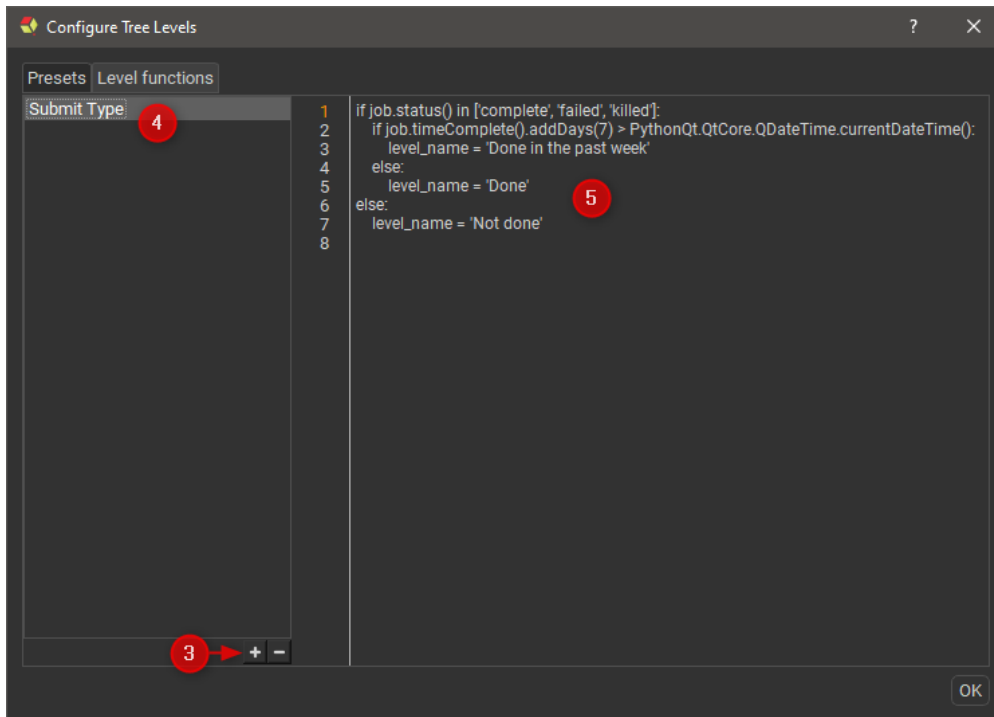 Configure Tree Levels
?
Presets
Level functions
Submit Type
4
1 if job.status() in ['complete', 'failed', 'killed']:
2 if job.timeComplete().addDays(7) > PythonQt.QtCore.QDateTime.currentDateTime():
3 level_name = 'Done in the past week'
4 else:
5 level_name = 'Done'
6 else:
7 level_name = 'Not done'
8
5
3
+ −
OK